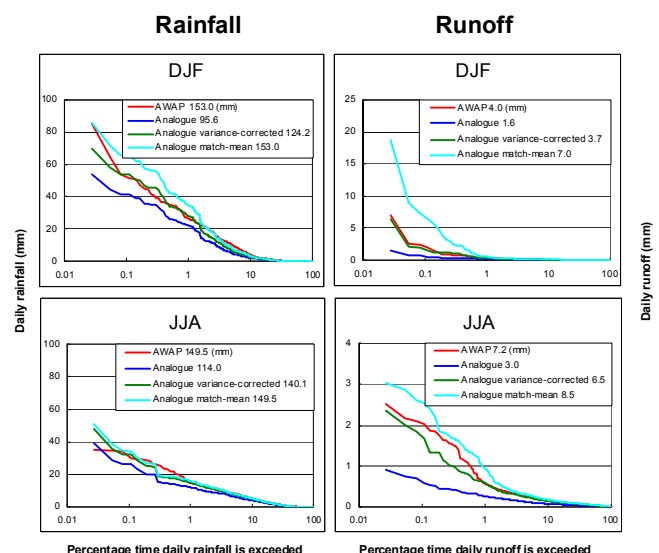 Rainfall
Runoff
DJF
AWAP 153.0 (mm)
Analogue 95.6
Analogue variance-corrected 124.2
Analogue match-mean 153.0
100
80
60
40
20
0
0.01 0.1 1 10 100
DJF
AWAP 4.0 (mm)
Analogue 1.6
Analogue variance-corrected 3.7
Analogue match-mean 7.0
25
20
15
10
5
0
0.01 0.1 1 10 100
Daily rainfall (mm)
Daily runoff (mm)
JJA
AWAP 149.5 (mm)
Analogue 114.0
Analogue variance-corrected 140.1
Analogue match-mean 149.5
100
80
60
40
20
0
0.01 0.1 1 10 100
JJA
AWAP 7.2 (mm)
Analogue 3.0
Analogue variance-corrected 6.5
Analogue match-mean 8.5
4
3
2
1
0
0.01 0.1 1 10 100
Percentage time daily rainfall is exceeded
Percentage time daily runoff is exceeded